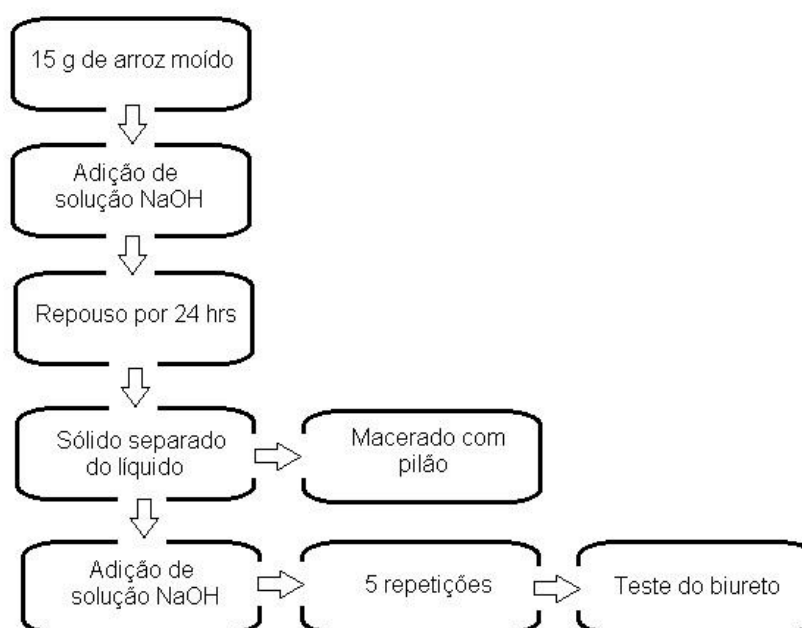 15 g de arroz moído
Adição de
solução NaOH
Repouso por 24 hrs
Sólido separado
do líquido
Macerado com
pilão
Adição de
solução NaOH
5 repetições
Teste do biureto